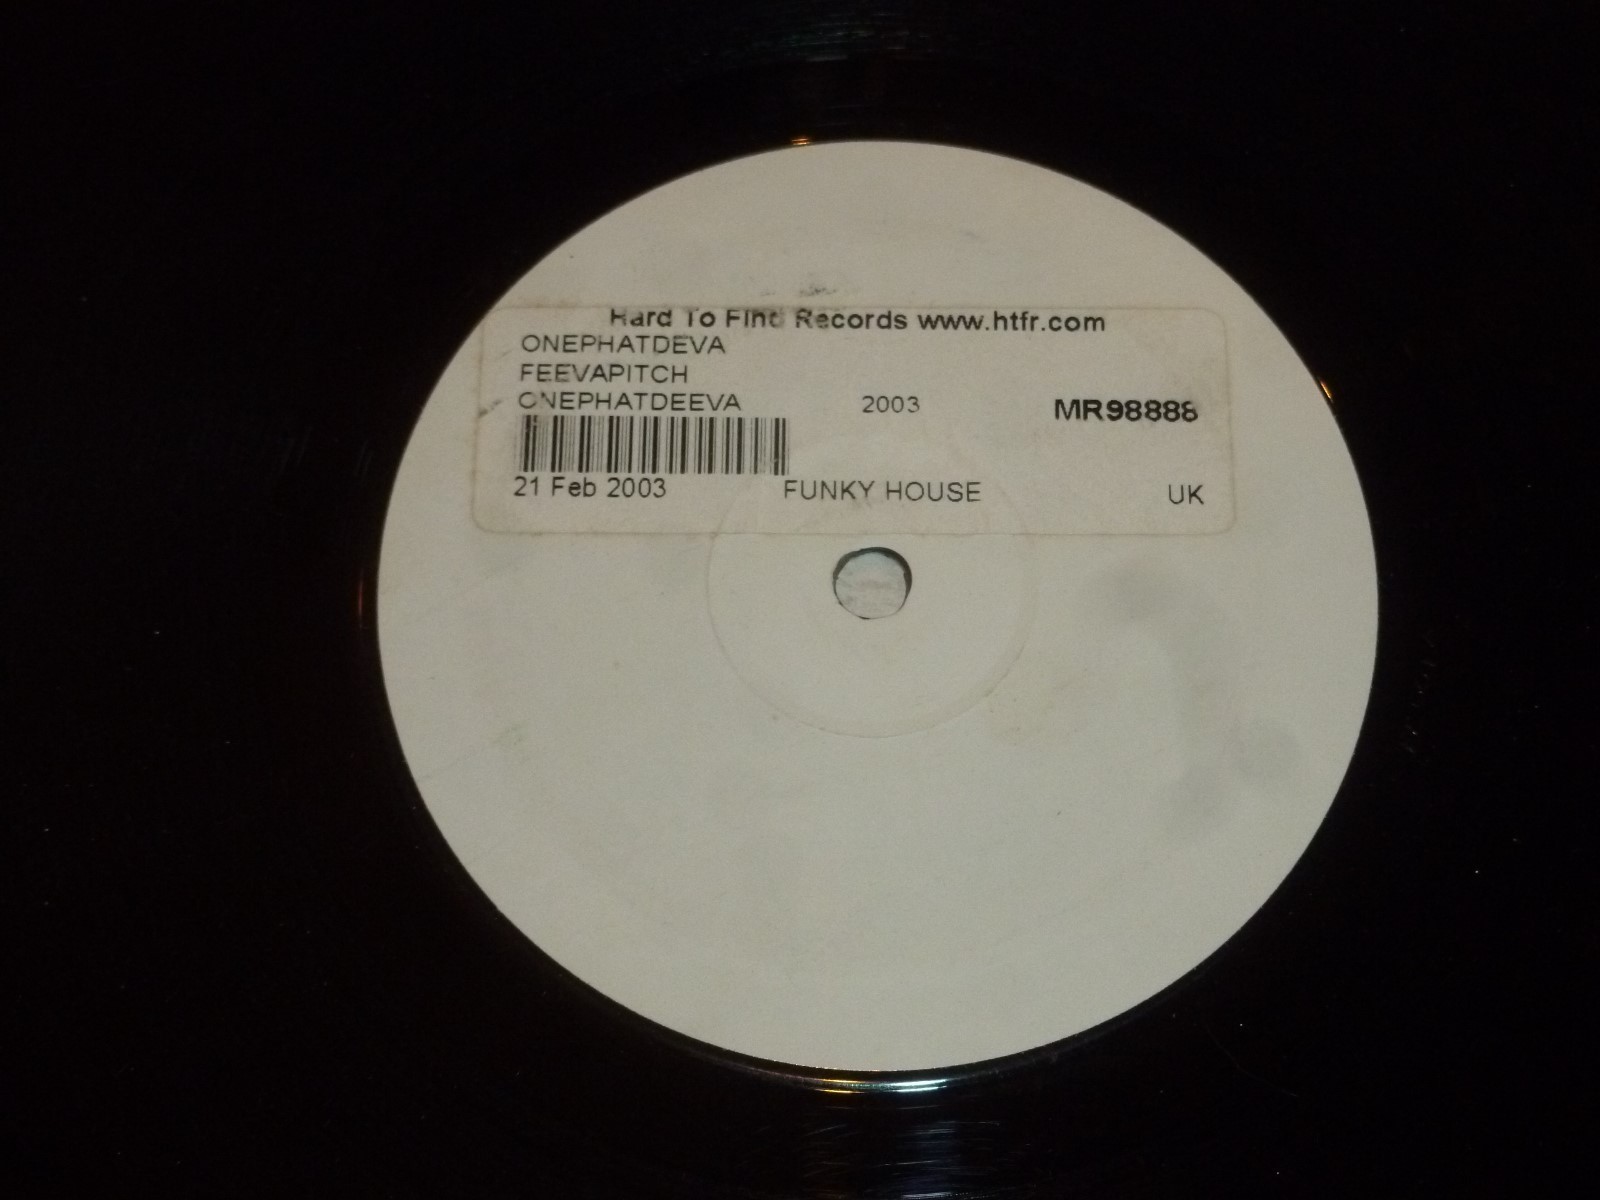 Hard To Find Records www.htfr.com
ONEPHATDEVA
FEEVAPITCH
ONEPHATDEEVA 2003 MR98888
21 Feb 2003 FUNKY HOUSE UK